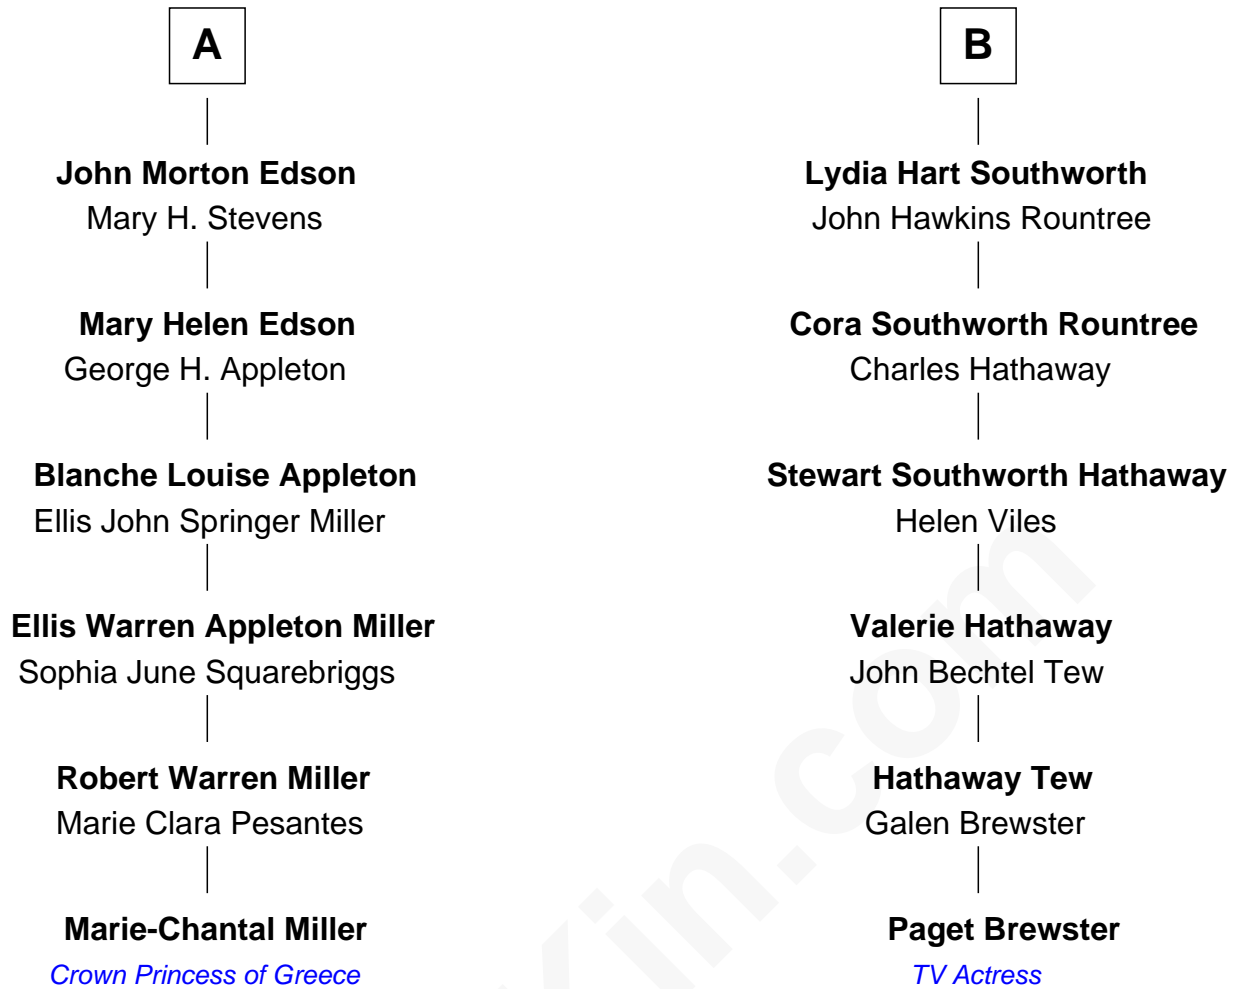 A
John Morton Edson
Mary H. Stevens
Mary Helen Edson
George H. Appleton
Blanche Louise Appleton
Ellis John Springer Miller
Ellis Warren Appleton Miller
Sophia June Squarebriggs
Robert Warren Miller
Marie Clara Pesantes
Marie-Chantal Miller
Crown Princess of Greece
B
Lydia Hart Southworth
John Hawkins Rountree
Cora Southworth Rountree
Charles Hathaway
Stewart Southworth Hathaway
Helen Viles
Valerie Hathaway
John Bechtel Tew
Hathaway Tew
Galen Brewster
Paget Brewster
TV Actress
Kin.com